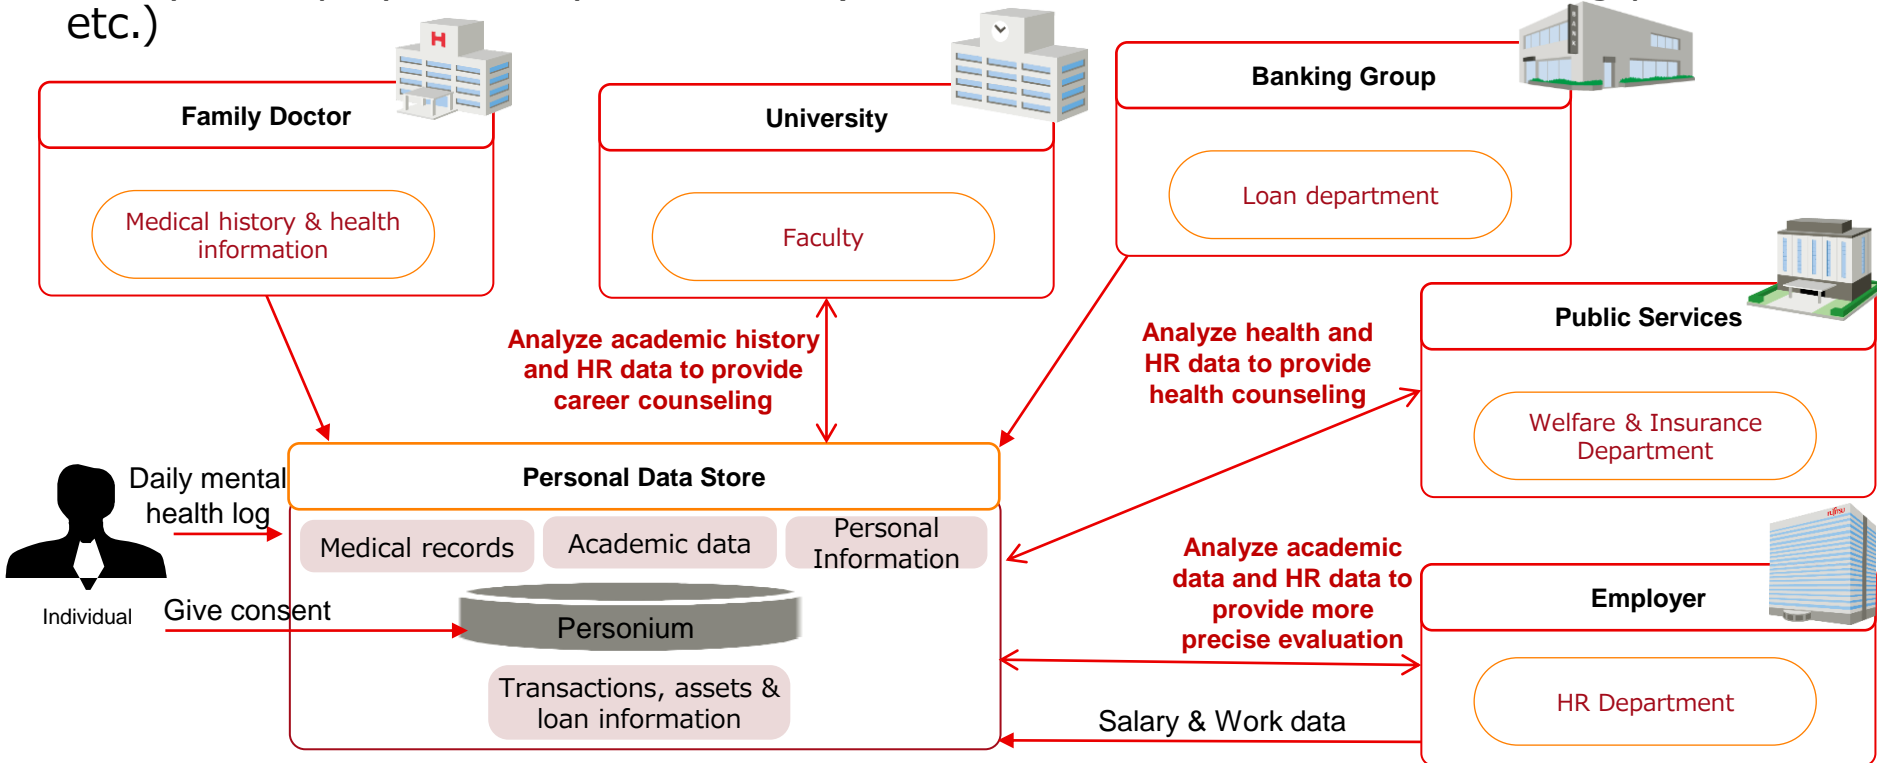 etc.)
Family Doctor
Medical history & health
information
University
Faculty
Banking Group
Loan department
BANK
H
Public Services
Welfare & Insurance
Department
Analyze academic history
and HR data to provide
career counseling
Analyze health and
HR data to provide
health counseling
Daily mental
health log
Individual
Give consent
Personal Data Store
Medical records
Academic data
Personal
Information
Personium
Transactions, assets &
loan information
Analyze academic
data and HR data to
provide more
precise evaluation
Salary & Work data
FUJITSU
Employer
HR Department